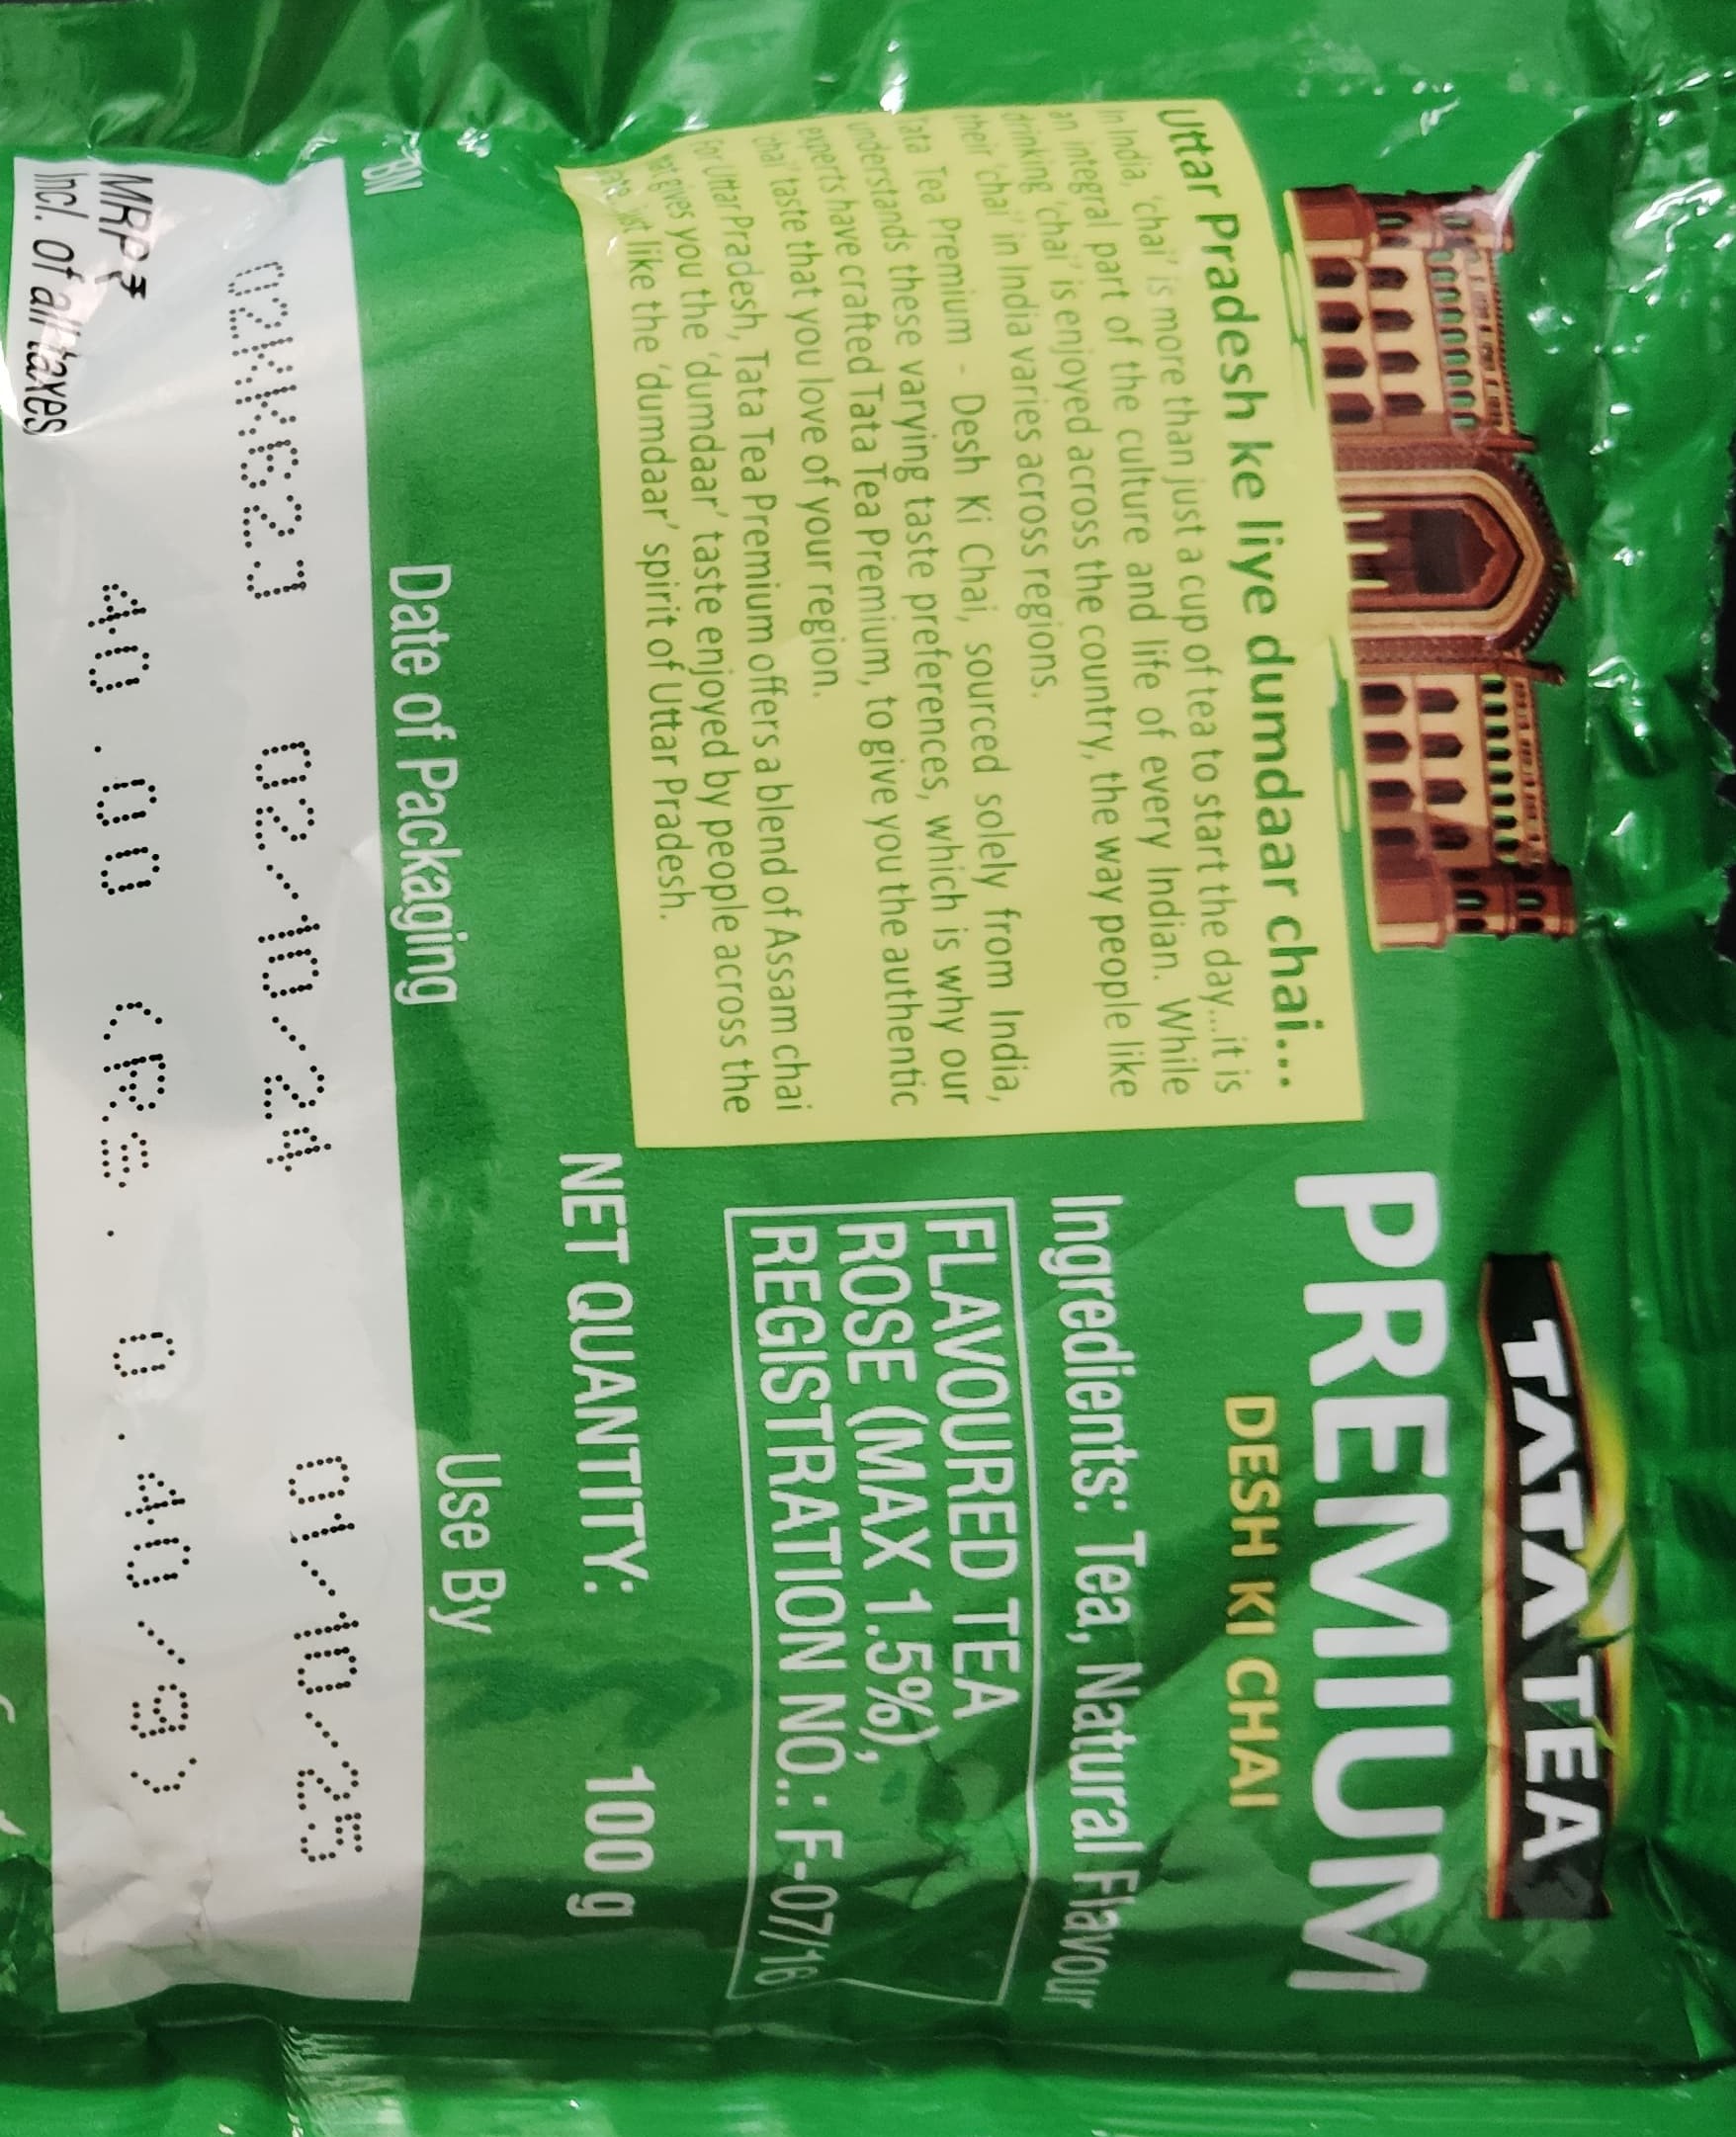 TATA TEA
PREMIUM
DESH KI CHAI
Uttar Pradesh ke liye dumdaar chai...
In India, 'chai' is more than just a cup of tea to start the day...it is
an integral part of the culture and life of every Indian. While
drinking 'chai' is enjoyed across the country, the way people like
their 'chai' in India varies across regions.
Tata Tea Premium - Desh Ki Chai, sourced solely from India,
understands these varying taste preferences, which is why our
experts have crafted Tata Tea Premium, to give you the authentic
'chai' taste that you love of your region.
For Uttar Pradesh, Tata Tea Premium offers a blend of Assam chai
that gives you the 'dumdaar' taste enjoyed by people across the
just like the 'dumdaar' spirit of Uttar Pradesh.
Ingredients: Tea, Natural Flavour
FLAVOURED TEA
ROSE (MAX 1.5%),
REGISTRATION NO.: F-07/16
NET QUANTITY: 100 g
BN Date of Packaging Use By
02KK623 02/10/24 01/10/25
MRP ₹ 40.00 (Rs. 0.40/g)
Incl. of all taxes